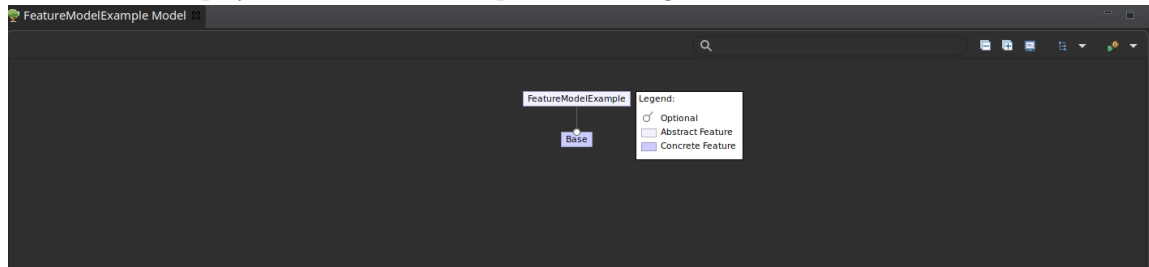 FeatureModelExample Model
FeatureModelExample
Base
Legend:
Optional
Abstract Feature
Concrete Feature